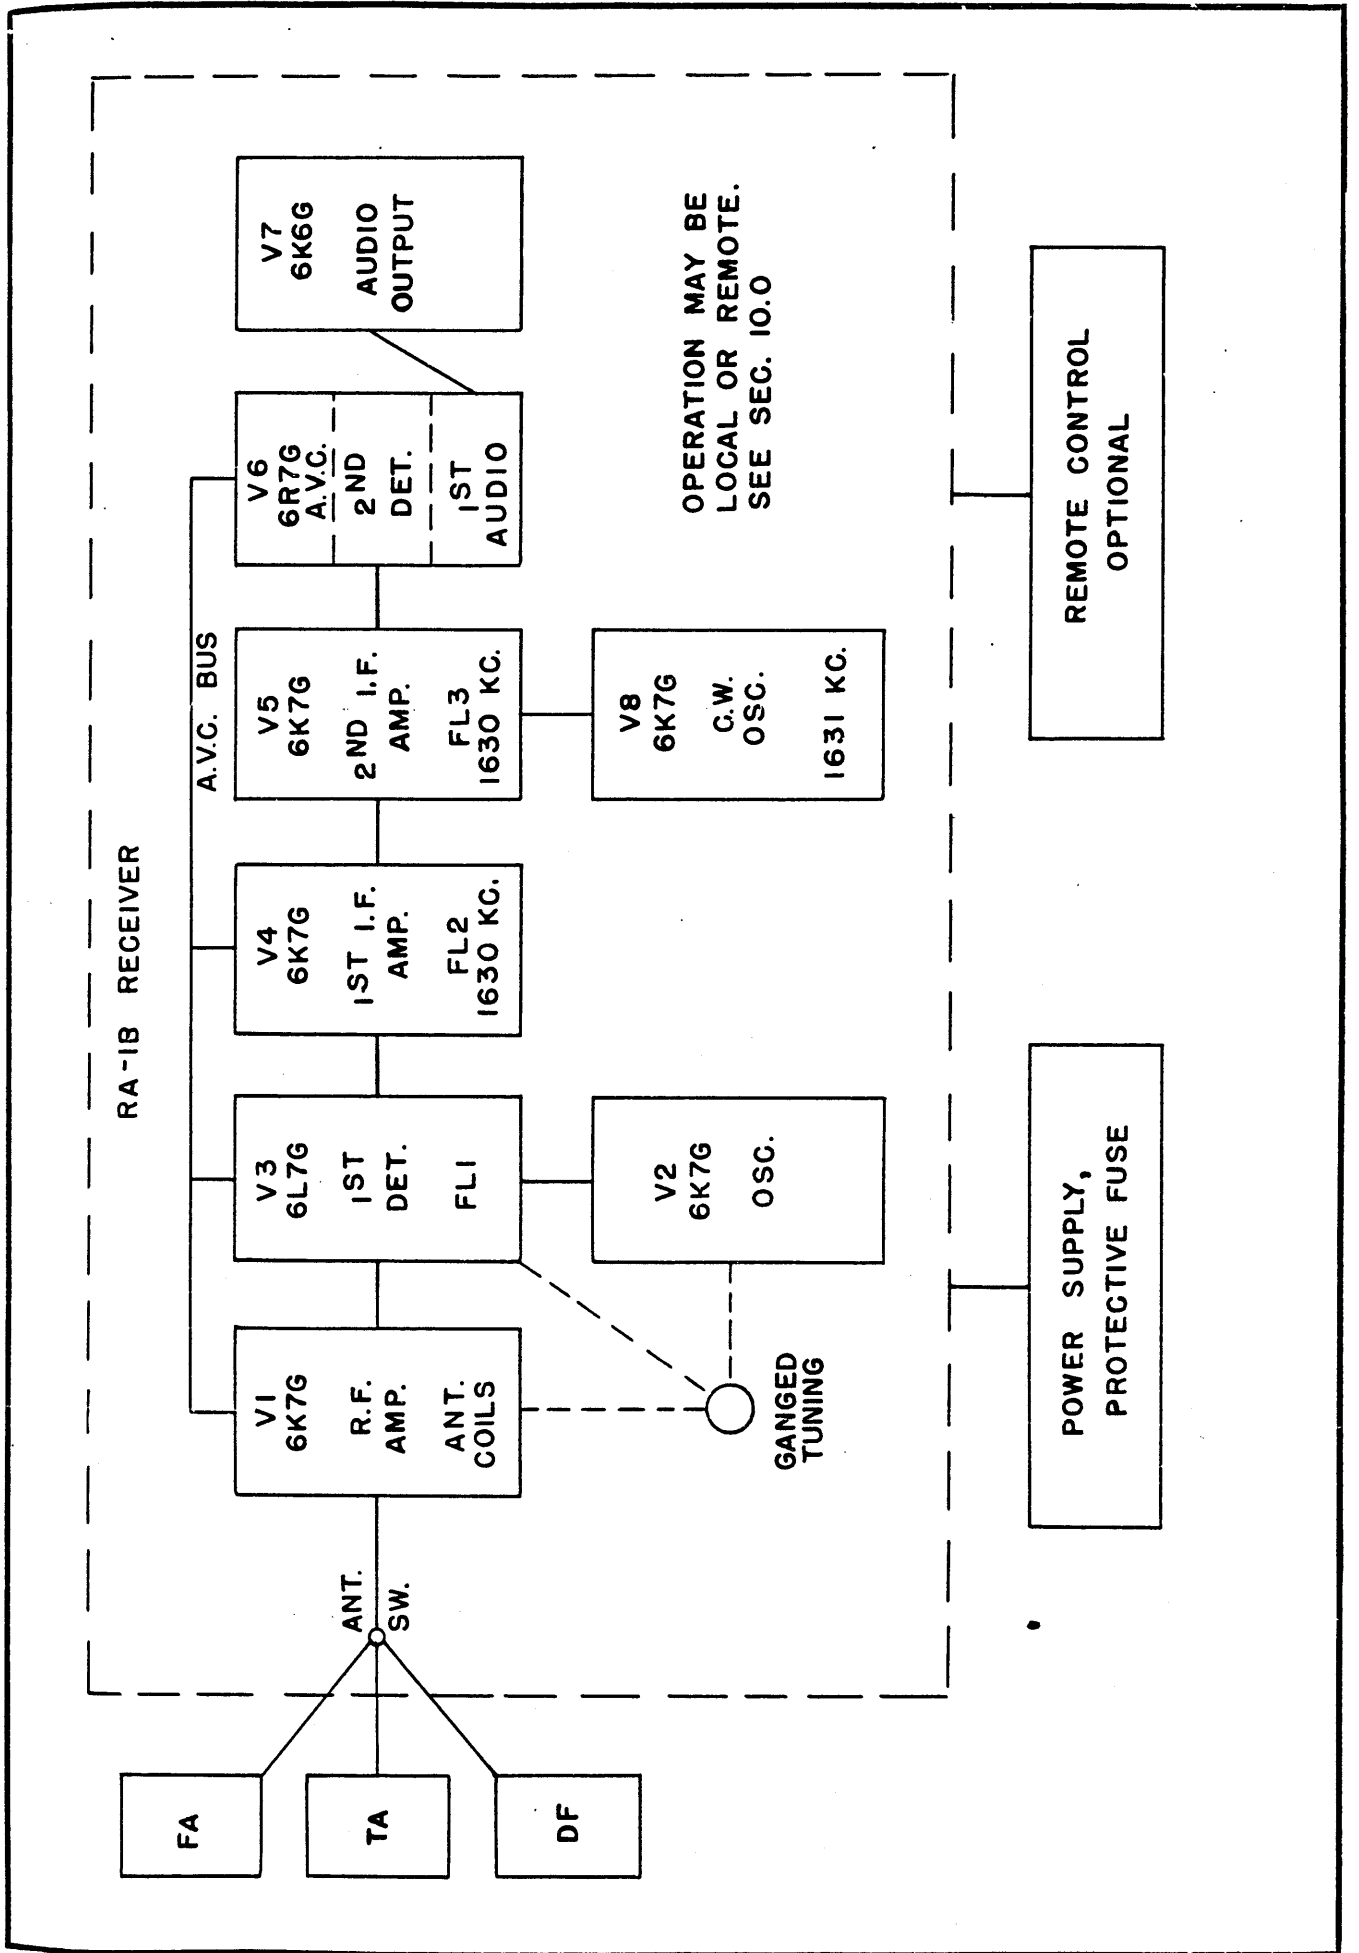 RA-1B RECEIVER
A.V.C. BUS
FA
TA
DF
ANT.
SW.
V1
6K7G
R.F.
AMP.
ANT.
COILS
V3
6L7G
1ST
DET.
FL1
V4
6K7G
1ST I.F.
AMP.
FL2
1630 KC.
V5
6K7G
2ND I.F.
AMP.
FL3
1630 KC.
V6
6R7G
A.V.C.
2ND
DET.
1ST
AUDIO
V7
6K6G
AUDIO
OUTPUT
GANGED
TUNING
V2
6K7G
OSC.
V8
6K7G
C.W.
OSC.
1631 KC.
OPERATION MAY BE
LOCAL OR REMOTE.
SEE SEC. 10.0
POWER SUPPLY,
PROTECTIVE FUSE
REMOTE CONTROL
OPTIONAL